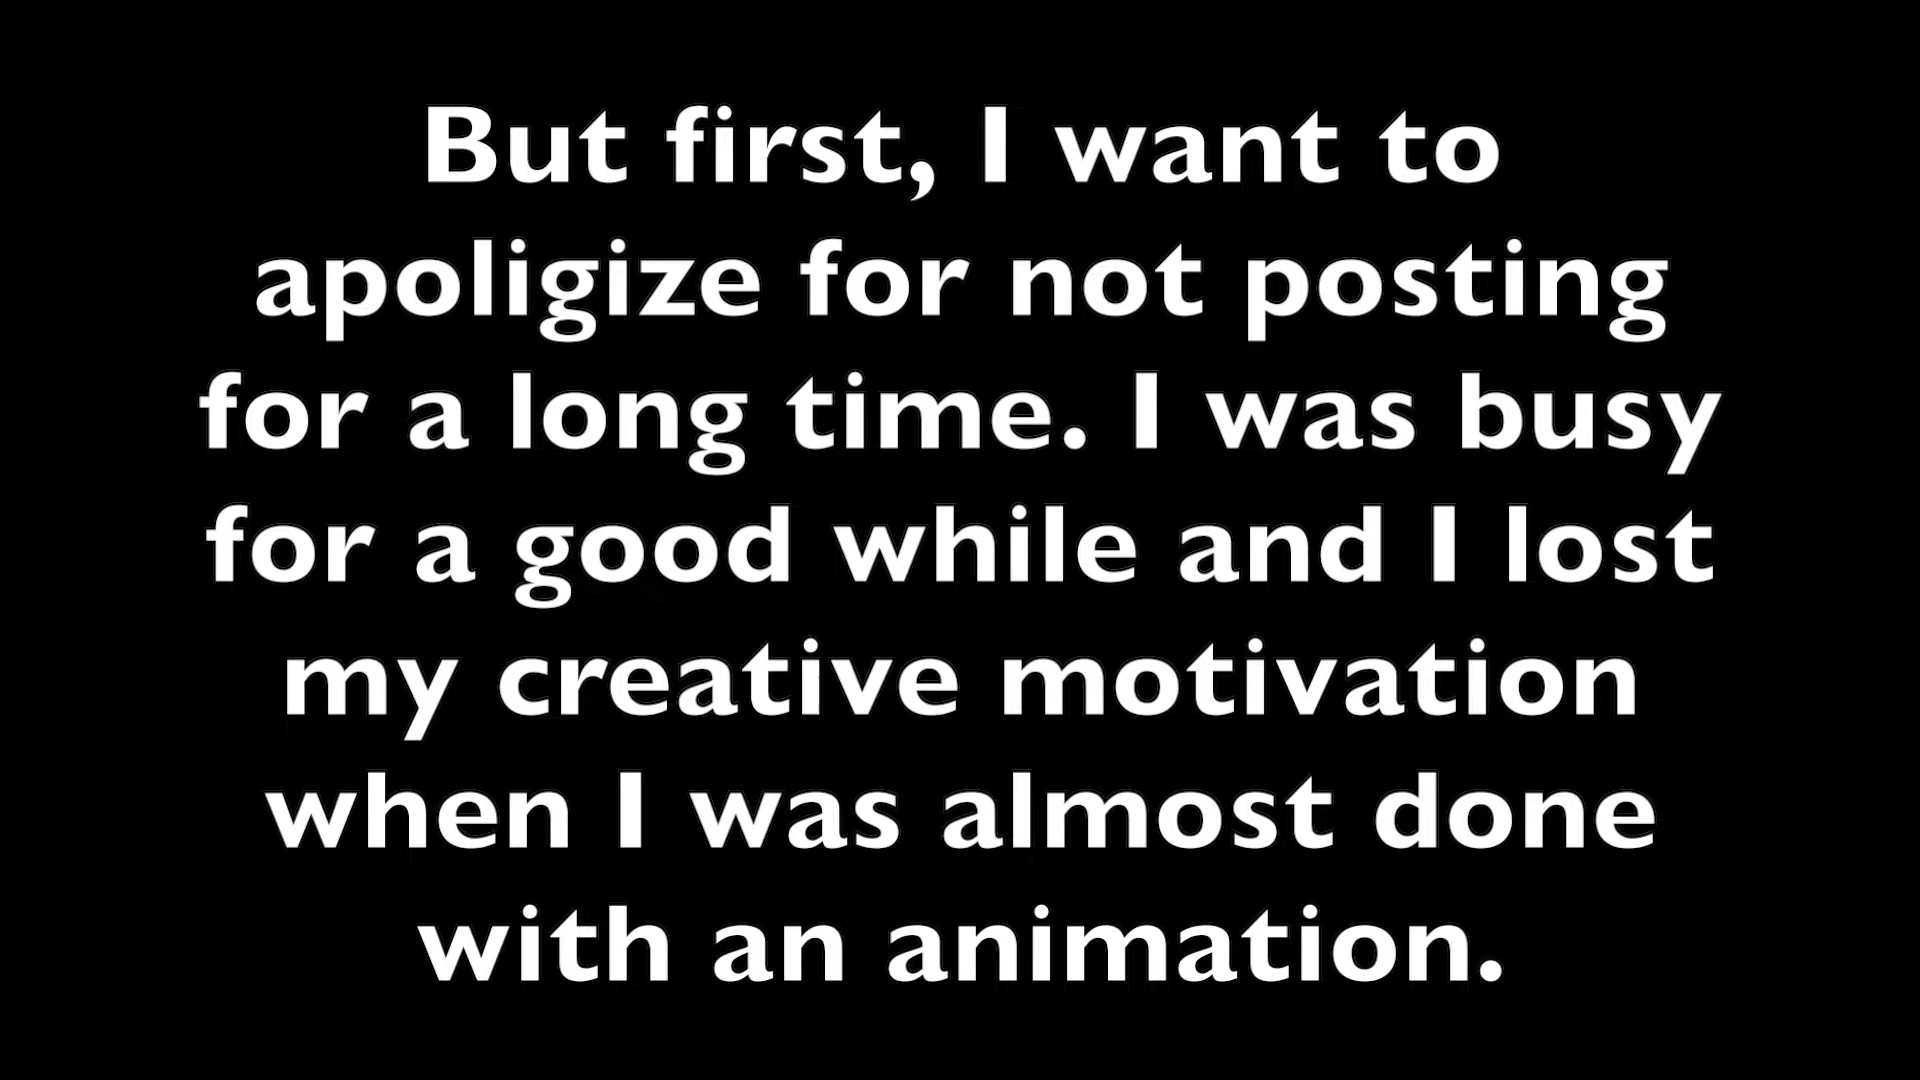 But first, I want to
apoligize for not posting
for a long time. I was busy
for a good while and I lost
my creative motivation
when I was almost done
with an animation.